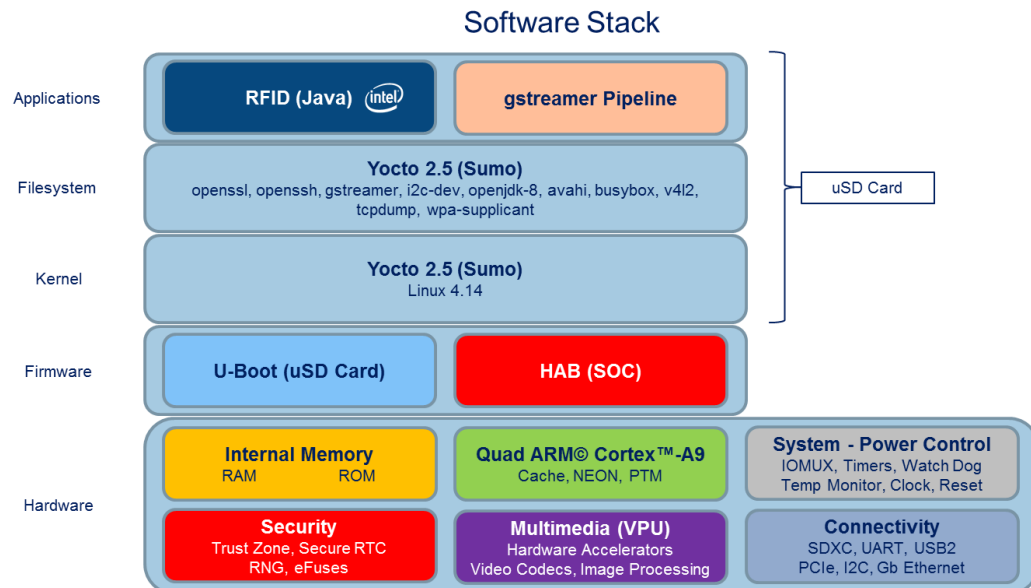 Software Stack
Applications
RFID (Java) intel
gstreamer Pipeline
Filesystem
Yocto 2.5 (Sumo)
openssl, openssh, gstreamer, i2c-dev, openjdk-8, avahi, busybox, v4l2,
tcpdump, wpa-supplicant
uSD Card
Kernel
Yocto 2.5 (Sumo)
Linux 4.14
Firmware
U-Boot (uSD Card)
HAB (SOC)
Hardware
Internal Memory
RAM ROM
Quad ARM© Cortex™-A9
Cache, NEON, PTM
System - Power Control
IOMUX, Timers, Watch Dog
Temp Monitor, Clock, Reset
Security
Trust Zone, Secure RTC
RNG, eFuses
Multimedia (VPU)
Hardware Accelerators
Video Codecs, Image Processing
Connectivity
SDXC, UART, USB2
PCIe, I2C, Gb Ethernet